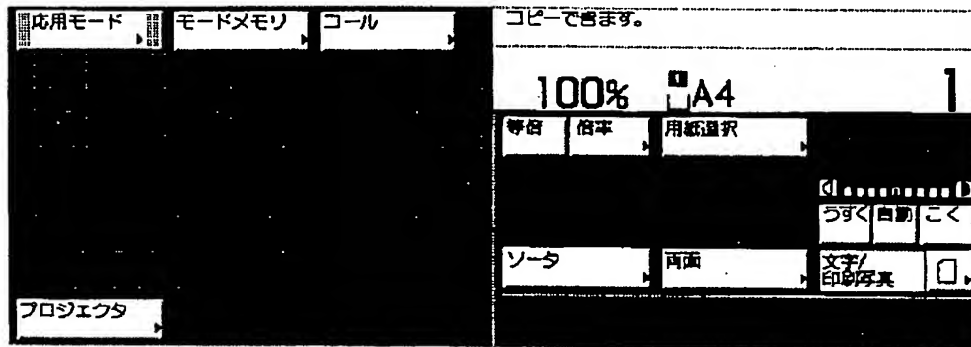 応用モード
モードメモリ
コール
プロジェクタ
コピーできます。
100%
1
A4
1
等倍
倍率
用紙選択
うすく
自動
こく
ソータ
両面
文字/
印刷写真